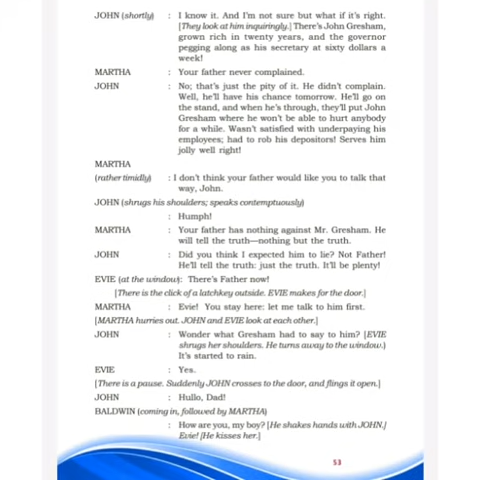 JOHN (shortly) : I know it. And I'm not sure but what if it's right.
[They look at him inquiringly.] There's John Gresham,
grown rich in twenty years, and the governor
pegging along as his secretary at sixty dollars a
week!
MARTHA : Your father never complained.
JOHN : No; that's just the pity of it. He didn't complain.
Well, he'll have his chance tomorrow. He'll go on
the stand, and when he's through, they'll put John
Gresham where he won't be able to hurt anybody
for a while. Wasn't satisfied with underpaying his
employees; had to rob his depositors! Serves him
jolly well right!
MARTHA
(rather timidly) : I don't think your father would like you to talk that
way, John.
JOHN (shrugs his shoulders; speaks contemptuously)
: Humph!
MARTHA : Your father has nothing against Mr. Gresham. He
will tell the truth—nothing but the truth.
JOHN : Did you think I expected him to lie? Not Father!
He'll tell the truth: just the truth. It'll be plenty!
EVIE (at the window): There's Father now!
[There is the click of a latchkey outside. EVIE makes for the door.]
MARTHA : Evie! You stay here: let me talk to him first.
[MARTHA hurries out. JOHN and EVIE look at each other.]
JOHN : Wonder what Gresham had to say to him? [EVIE
shrugs her shoulders. He turns away to the window.)
It's started to rain.
EVIE : Yes.
[There is a pause. Suddenly JOHN crosses to the door, and flings it open.]
JOHN : Hullo, Dad!
BALDWIN (coming in, followed by MARTHA)
: How are you, my boy? [He shakes hands with JOHN.]
Evie! [He kisses her.]
53